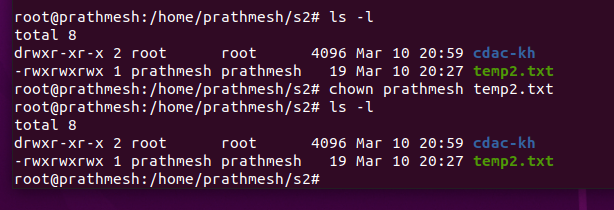 root@prathmesh:/home/prathmesh/s2# ls -l
total 8
drwxr-xr-x 2 root      root      4096 Mar 10 20:59 cdac-kh
-rwxrwxrwx 1 prathmesh prathmesh   19 Mar 10 20:27 temp2.txt
root@prathmesh:/home/prathmesh/s2# chown prathmesh temp2.txt
root@prathmesh:/home/prathmesh/s2# ls -l
total 8
drwxr-xr-x 2 root      root      4096 Mar 10 20:59 cdac-kh
-rwxrwxrwx 1 prathmesh prathmesh   19 Mar 10 20:27 temp2.txt
root@prathmesh:/home/prathmesh/s2#